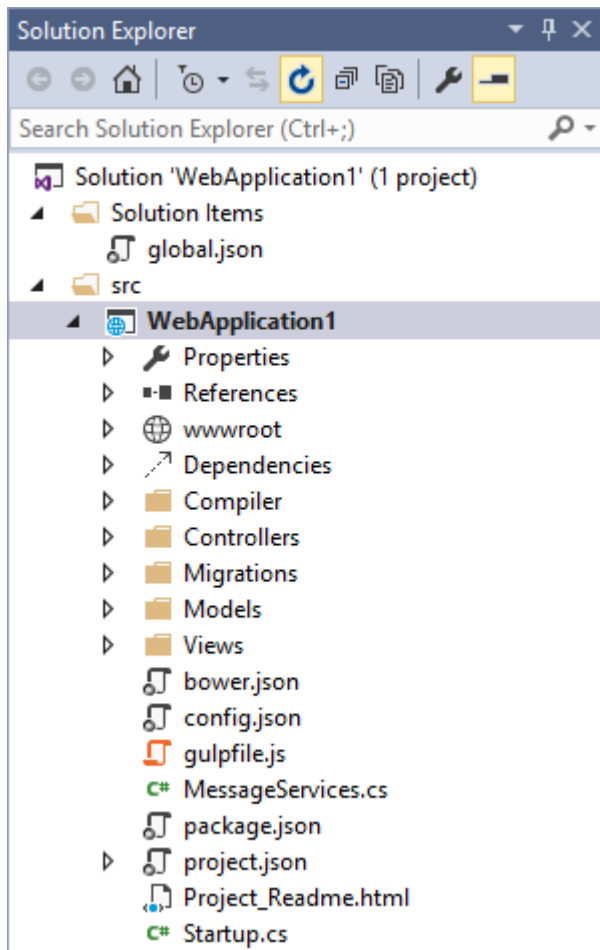 Solution Explorer
Search Solution Explorer (Ctrl+;)
Solution 'WebApplication1' (1 project)
Solution Items
global.json
src
WebApplication1
Properties
References
wwwroot
Dependencies
Compiler
Controllers
Migrations
Models
Views
bower.json
config.json
gulpfile.js
C# MessageServices.cs
package.json
project.json
Project_Readme.html
C# Startup.cs